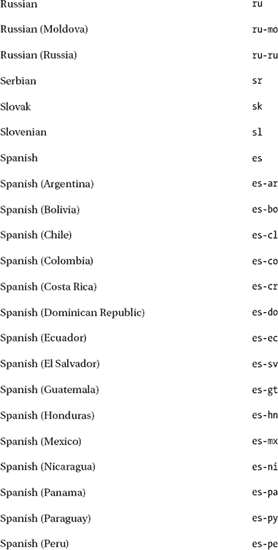 Russian ru
Russian (Moldova) ru-mo
Russian (Russia) ru-ru
Serbian sr
Slovak sk
Slovenian sl
Spanish es
Spanish (Argentina) es-ar
Spanish (Bolivia) es-bo
Spanish (Chile) es-cl
Spanish (Colombia) es-co
Spanish (Costa Rica) es-cr
Spanish (Dominican Republic) es-do
Spanish (Ecuador) es-ec
Spanish (El Salvador) es-sv
Spanish (Guatemala) es-gt
Spanish (Honduras) es-hn
Spanish (Mexico) es-mx
Spanish (Nicaragua) es-ni
Spanish (Panama) es-pa
Spanish (Paraguay) es-py
Spanish (Peru) es-pe